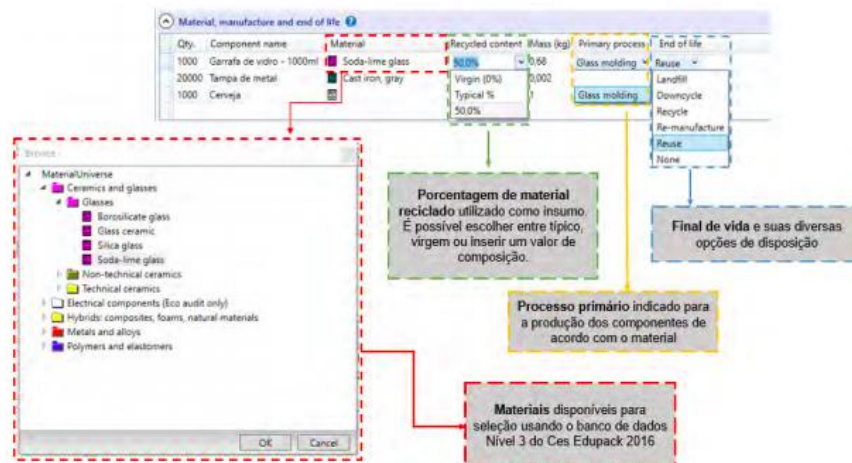 Material, manufacture and end of life
Qty. Component name Material Recycled content Mass (kg) Primary process End of life
1000 Garrafa de vidro - 1000ml Soda-lime glass 50,0% 0,68 Glass molding Reuse
20000 Tampa de metal Cast iron, gray 0,002
1000 Cerveja 1
Virgin (0%)
Typical %
50,0%
Glass molding
Landfill
Downcycle
Recycle
Re-manufacture
Reuse
None
Browse
MaterialUniverse
Ceramics and glasses
Glasses
Borosilicate glass
Glass ceramic
Silica glass
Soda-lime glass
Non-technical ceramics
Technical ceramics
Electrical components (Eco audit only)
Hybrids: composites, foams, natural materials
Metals and alloys
Polymers and elastomers
OK Cancel
Porcentagem de material
reciclado utilizado como insumo.
É possível escolher entre típico,
virgem ou inserir um valor de
composição.
Final de vida e suas diversas
opções de disposição
Processo primário indicado para
a produção dos componentes de
acordo com o material
Materiais disponíveis para
seleção usando o banco de dados
Nível 3 do Ces Edupack 2016